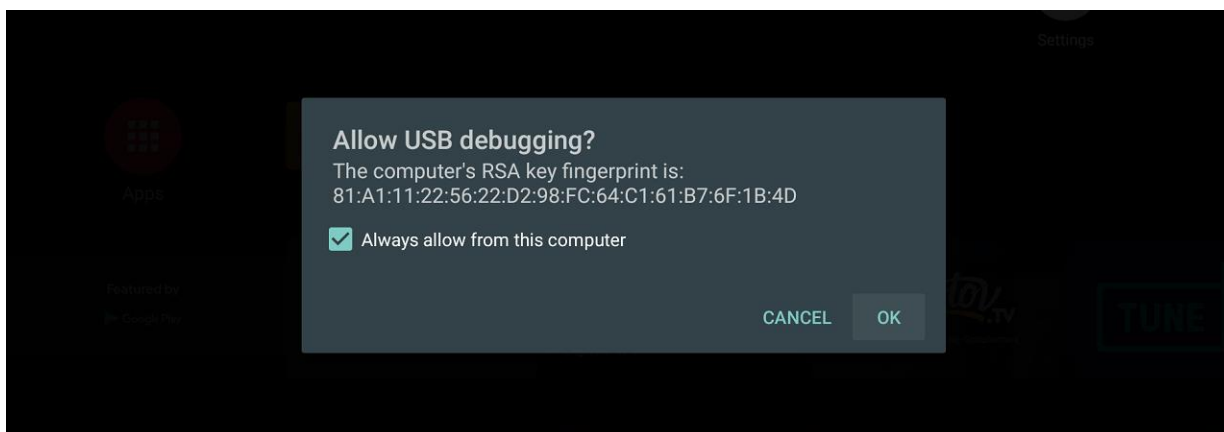 Settings
Allow USB debugging?
The computer's RSA key fingerprint is:
81:A1:11:22:56:22:D2:98:FC:64:C1:61:B7:6F:1B:4D
Apps
Always allow from this computer
Featured by
Google Play
CANCEL
OK
.TV
TUNE